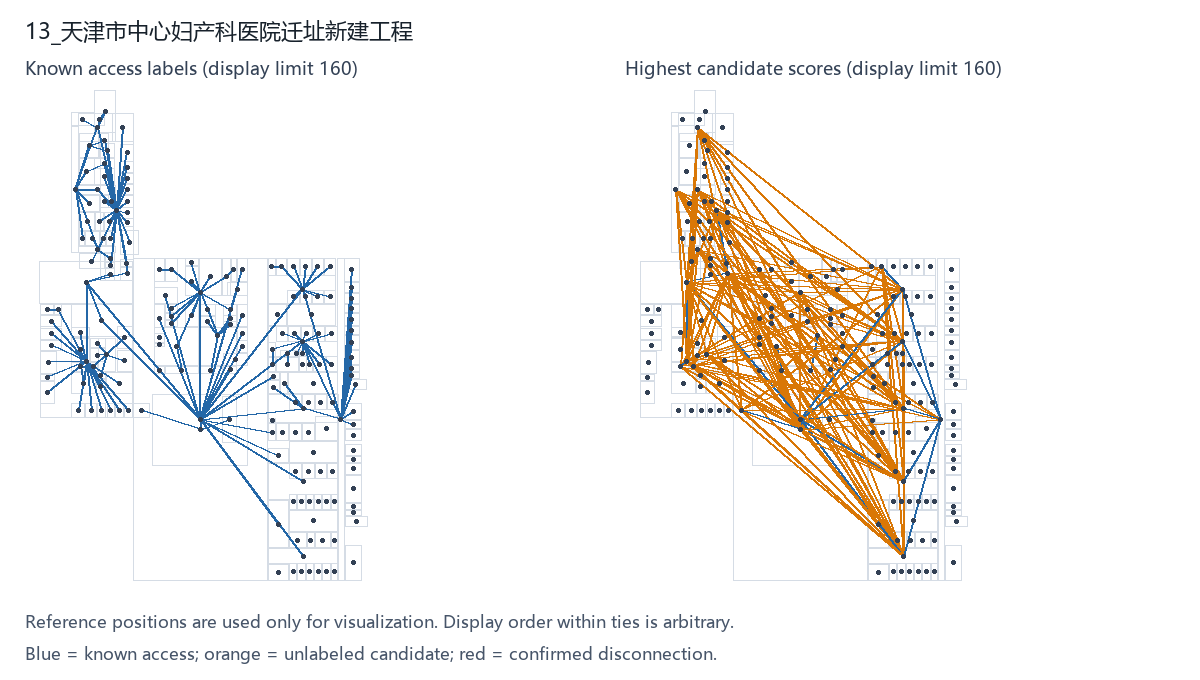 13_天津市中心妇产科医院迁址新建工程
Known access labels (display limit 160)
Highest candidate scores (display limit 160)
Reference positions are used only for visualization. Display order within ties is arbitrary.
Blue = known access; orange = unlabeled candidate; red = confirmed disconnection.